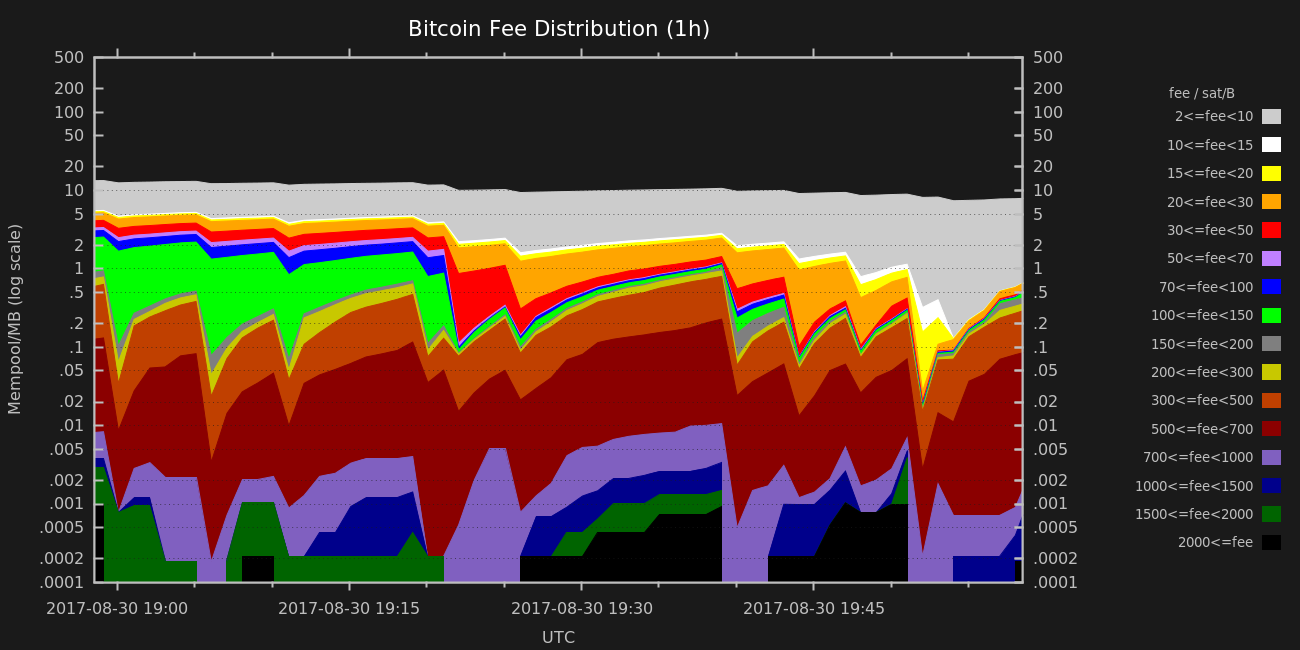 Bitcoin Fee Distribution (1h)
500
200
100
50
20
10
5
2
1
.5
.2
.1
.05
.02
.01
.005
.002
.001
.0005
.0002
.0001
Mempool/MB (log scale)
500
200
100
50
20
10
5
2
1
.5
.2
.1
.05
.02
.01
.005
.002
.001
.0005
.0002
.0001
2017-08-30 19:00
2017-08-30 19:15
2017-08-30 19:30
2017-08-30 19:45
UTC
fee / sat/B
2<=fee<10
10<=fee<15
15<=fee<20
20<=fee<30
30<=fee<50
50<=fee<70
70<=fee<100
100<=fee<150
150<=fee<200
200<=fee<300
300<=fee<500
500<=fee<700
700<=fee<1000
1000<=fee<1500
1500<=fee<2000
2000<=fee